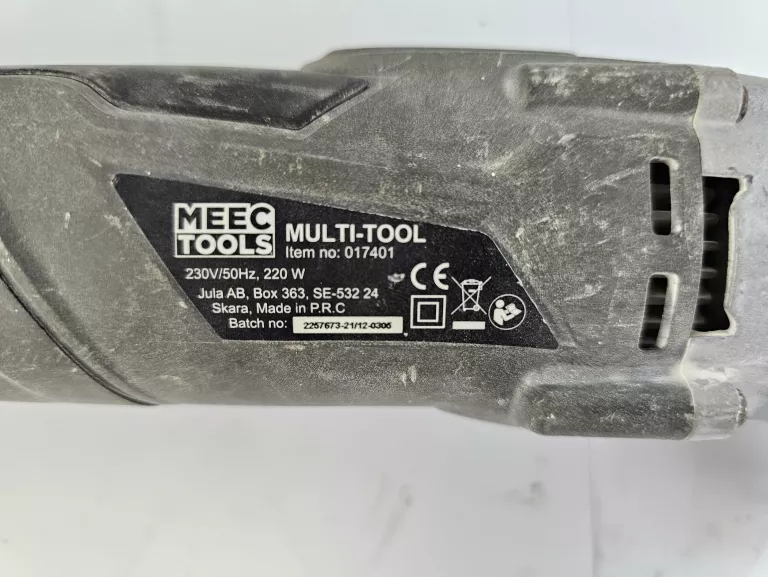 MEEC
TOOLS
MULTI-TOOL
Item no: 017401
230V/50Hz, 220 W
Jula AB, Box 363, SE-532 24
Skara, Made in P.R.C
Batch no: 2257673-21/12-0305
CE